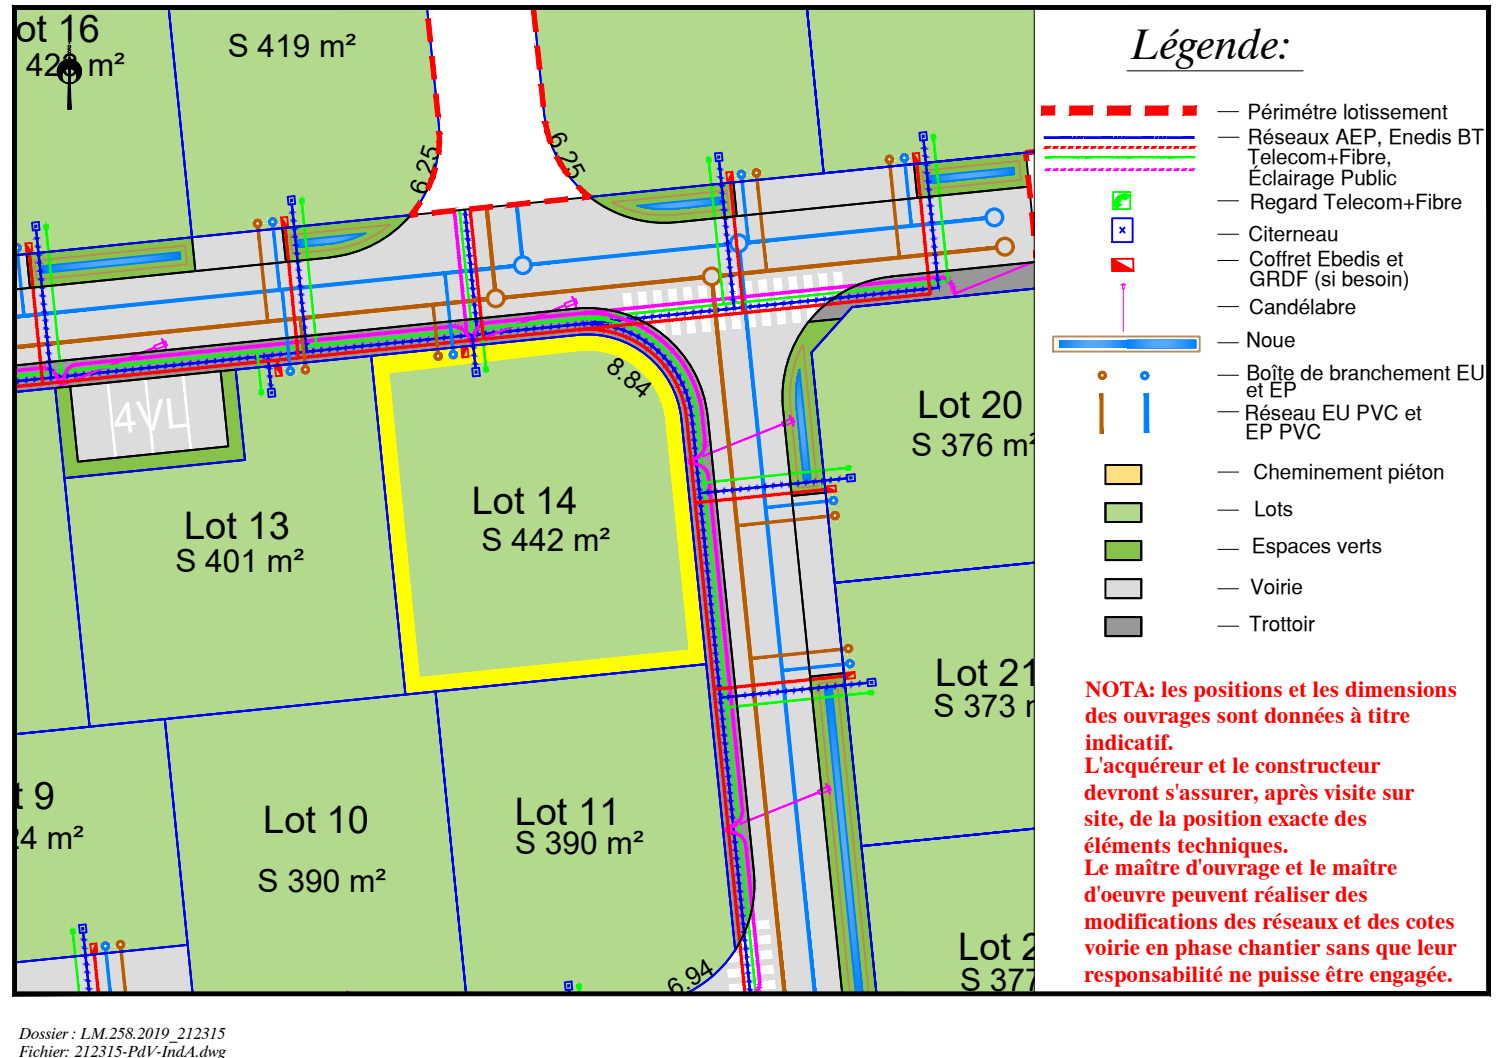 ot 16
428 m²
S 419 m²
6.25
6.25
8.84
4VL
Lot 20
S 376 m²
Lot 14
S 442 m²
Lot 13
S 401 m²
Lot 21
S 373 m
t 9
24 m²
Lot 10
S 390 m²
Lot 11
S 390 m²
Lot 2
S 377
6.94
Légende:
Périmétre lotissement
Réseaux AEP, Enedis BT
Telecom+Fibre,
Éclairage Public
Regard Telecom+Fibre
Citerneau
Coffret Ebedis et
GRDF (si besoin)
Candélabre
Noue
Boîte de branchement EU
et EP
Réseau EU PVC et
EP PVC
Cheminement piéton
Lots
Espaces verts
Voirie
Trottoir
NOTA: les positions et les dimensions
des ouvrages sont données à titre
indicatif.
L'acquéreur et le constructeur
devront s'assurer, après visite sur
site, de la position exacte des
éléments techniques.
Le maître d'ouvrage et le maître
d'oeuvre peuvent réaliser des
modifications des réseaux et des cotes
voirie en phase chantier sans que leur
responsabilité ne puisse être engagée.
Dossier : LM.258.2019_212315
Fichier: 212315-PdV-IndA.dwg